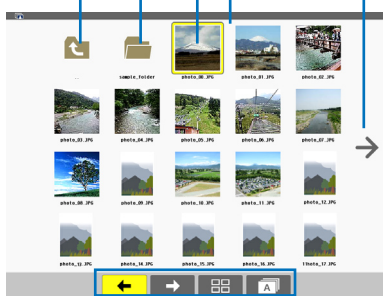 ... sample_folder photo_00.JPG photo_01.JPG photo_02.JPG
photo_03.JPG photo_04.JPG photo_05.JPG photo_06.JPG photo_07.JPG
photo_08.JPG photo_09.JPG photo_10.JPG photo_11.JPG photo_12.JPG
photo_13.JPG photo_14.JPG photo_15.JPG photo_16.JPG photo_17.JPG
A